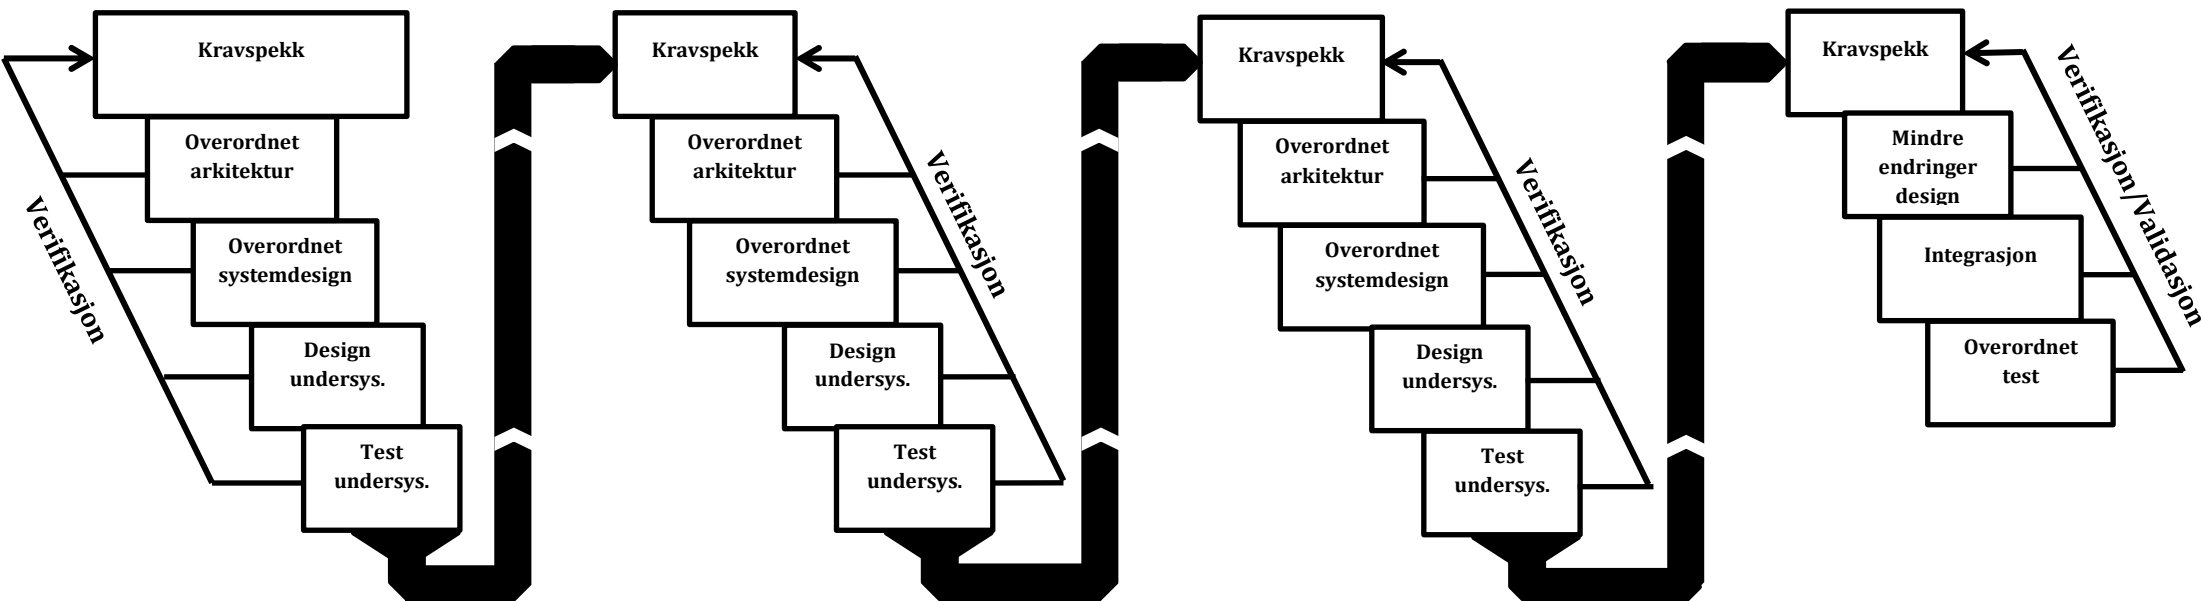 Kravspekk
Overordnet
arkitektur
Overordnet
systemdesign
Design
undersys.
Test
undersys.
Verifikasjon
Kravspekk
Overordnet
arkitektur
Overordnet
systemdesign
Design
undersys.
Test
undersys.
Verifikasjon
Kravspekk
Overordnet
arkitektur
Overordnet
systemdesign
Design
undersys.
Test
undersys.
Verifikasjon
Kravspekk
Mindre
endringer
design
Integrasjon
Overordnet
test
Verifikasjon/Validasjon